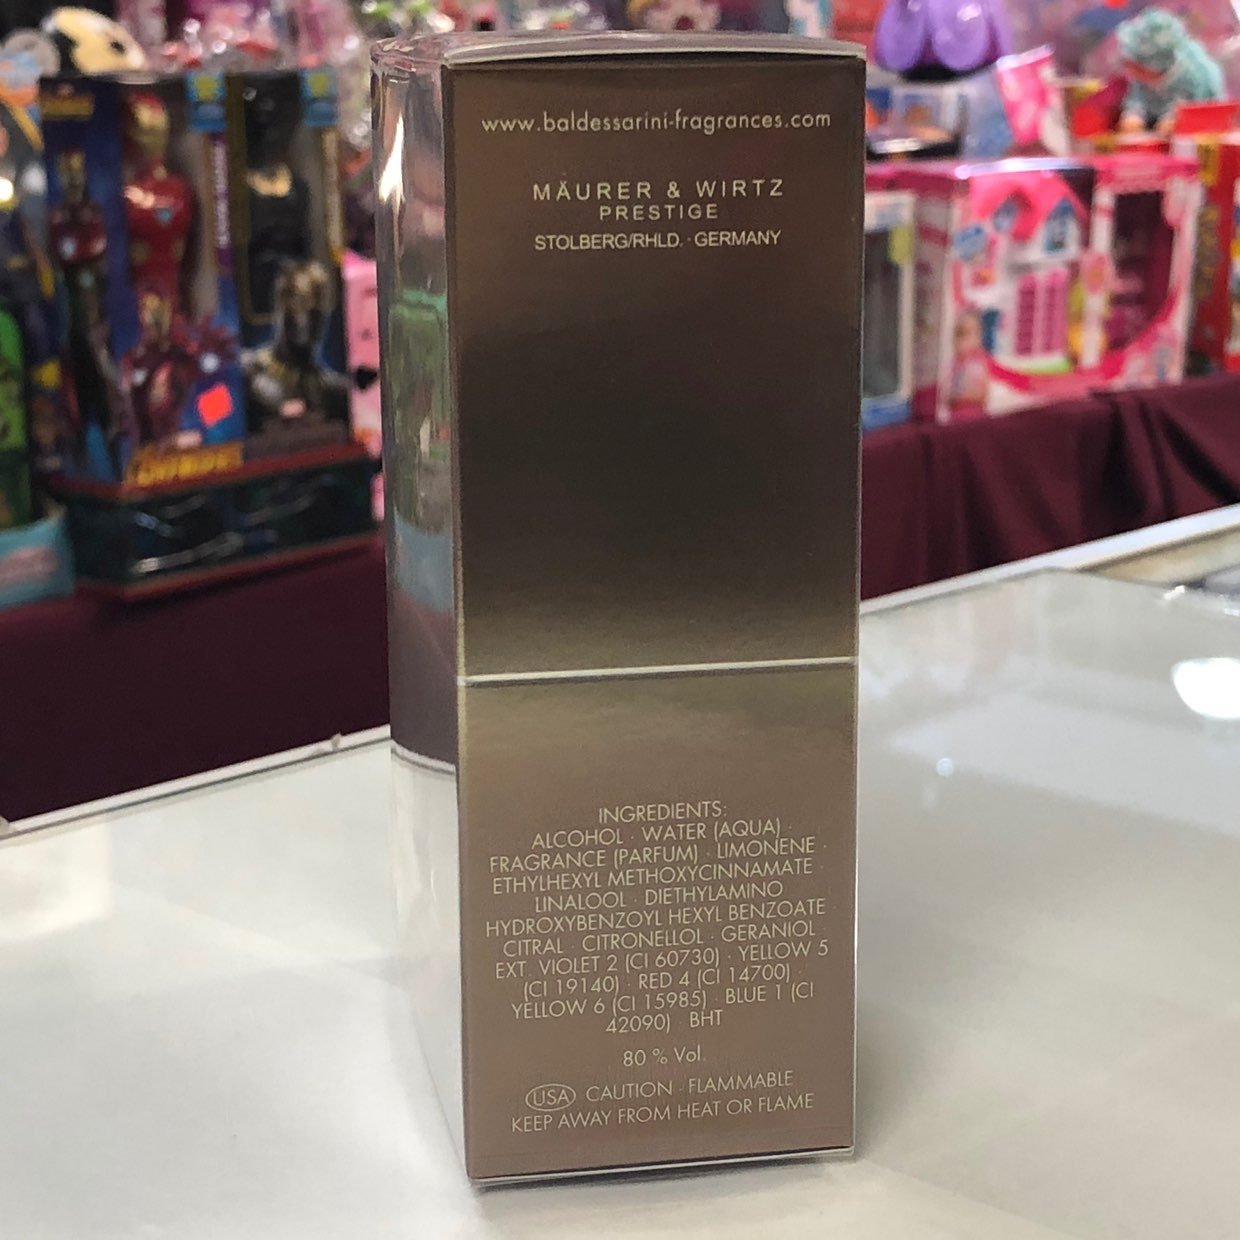 www.baldessarini-fragrances.com
MÄURER & WIRTZ
PRESTIGE
STOLBERG/RHLD. · GERMANY
INGREDIENTS:
ALCOHOL · WATER (AQUA) ·
FRAGRANCE (PARFUM) · LIMONENE ·
ETHYLHEXYL METHOXYCINNAMATE ·
LINALOOL · DIETHYLAMINO
HYDROXYBENZOYL HEXYL BENZOATE ·
CITRAL · CITRONELLOL · GERANIOL ·
EXT. VIOLET 2 (CI 60730) · YELLOW 5
(CI 19140) · RED 4 (CI 14700) ·
YELLOW 6 (CI 15985) · BLUE 1 (CI
42090) · BHT
80 % Vol.
USA CAUTION · FLAMMABLE
KEEP AWAY FROM HEAT OR FLAME